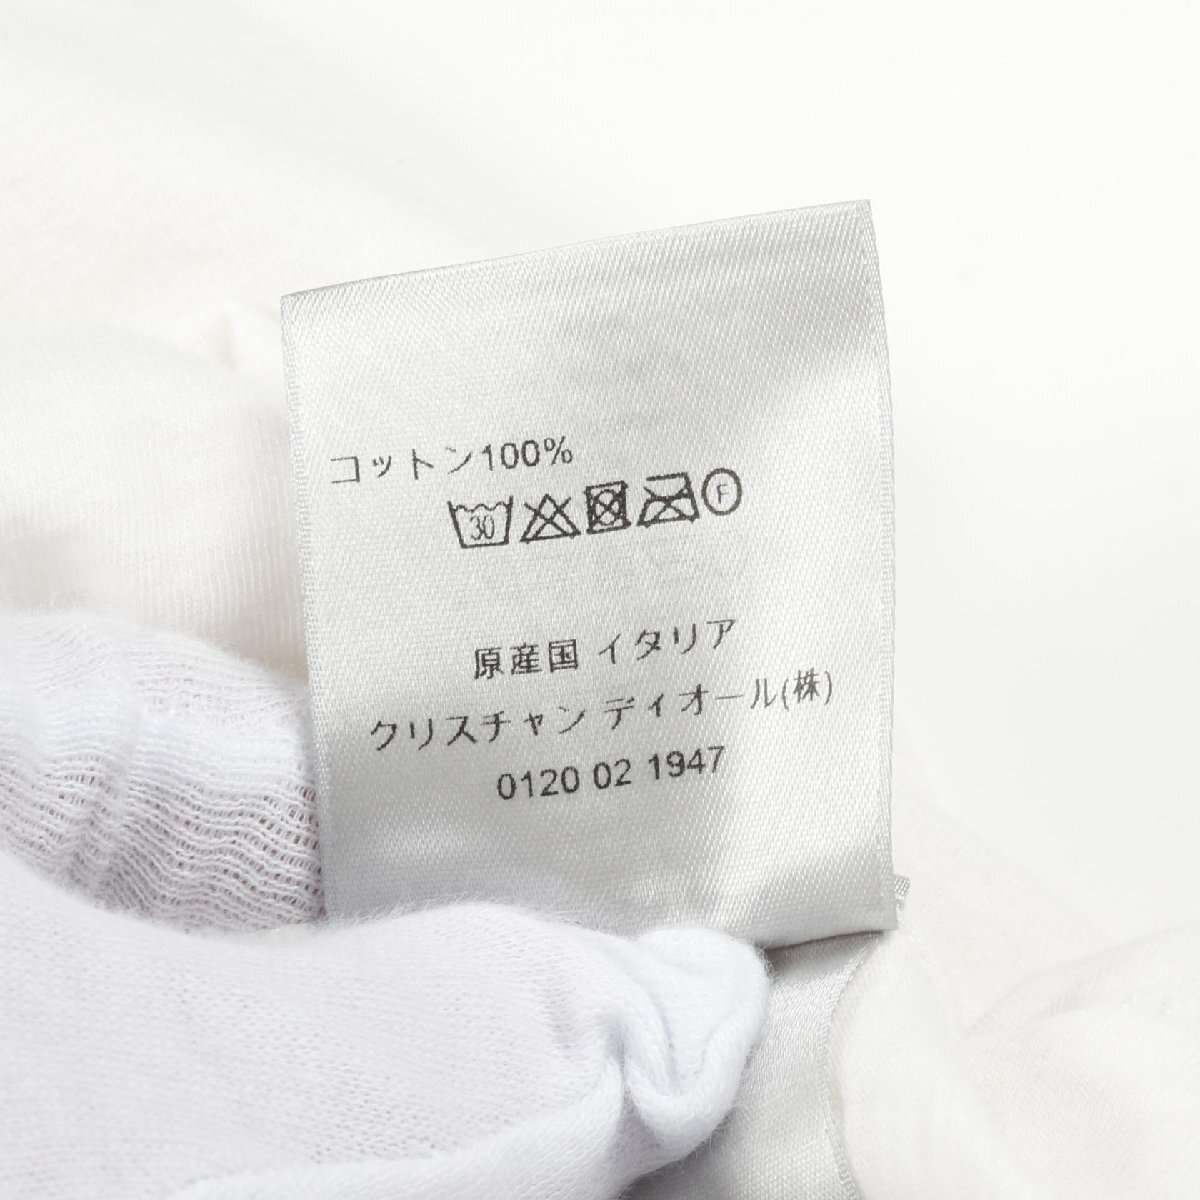 コットン100%
30 F
原産国 イタリア
クリスチャン ディオール(株)
0120 02 1947